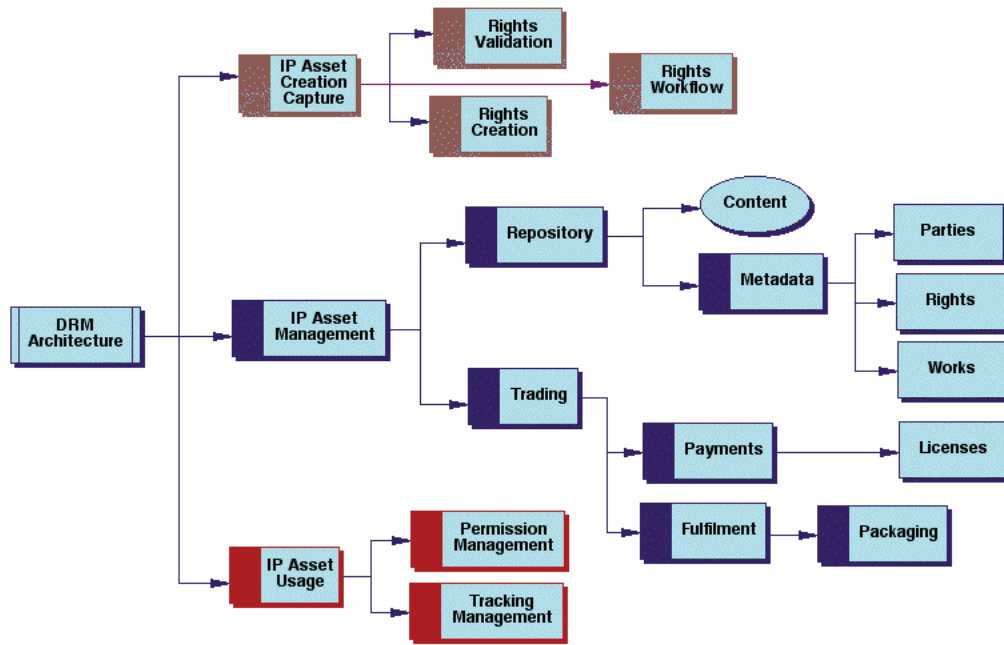 Rights
Validation
IP Asset
Creation
Capture
Rights
Workflow
Rights
Creation
Content
Repository
Parties
Metadata
Rights
DRM
Architecture
IP Asset
Management
Works
Trading
Payments
Licenses
Permission
Management
Fulfilment
Packaging
IP Asset
Usage
Tracking
Management